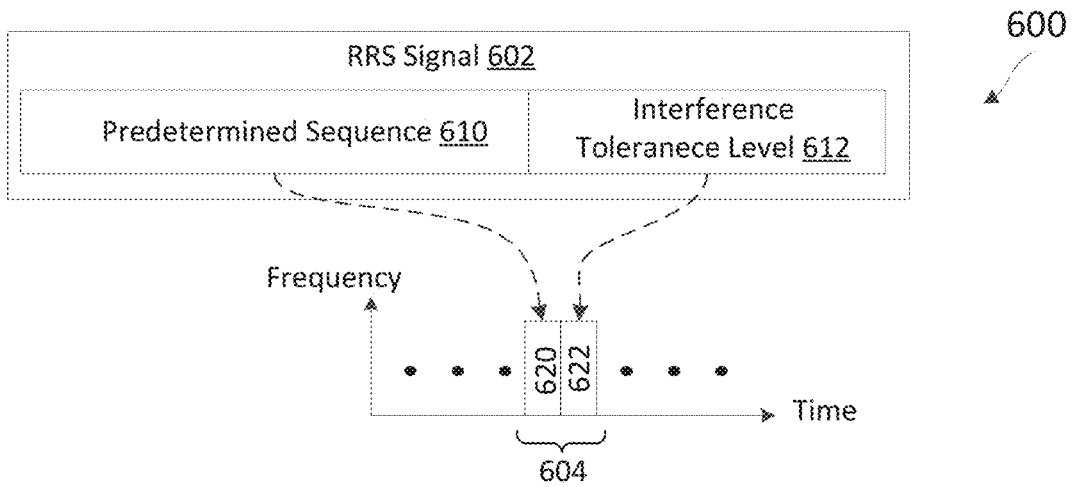 600
RRS Signal 602
Predetermined Sequence 610
Interference
Toleranece Level 612
Frequency
620
622
Time
604